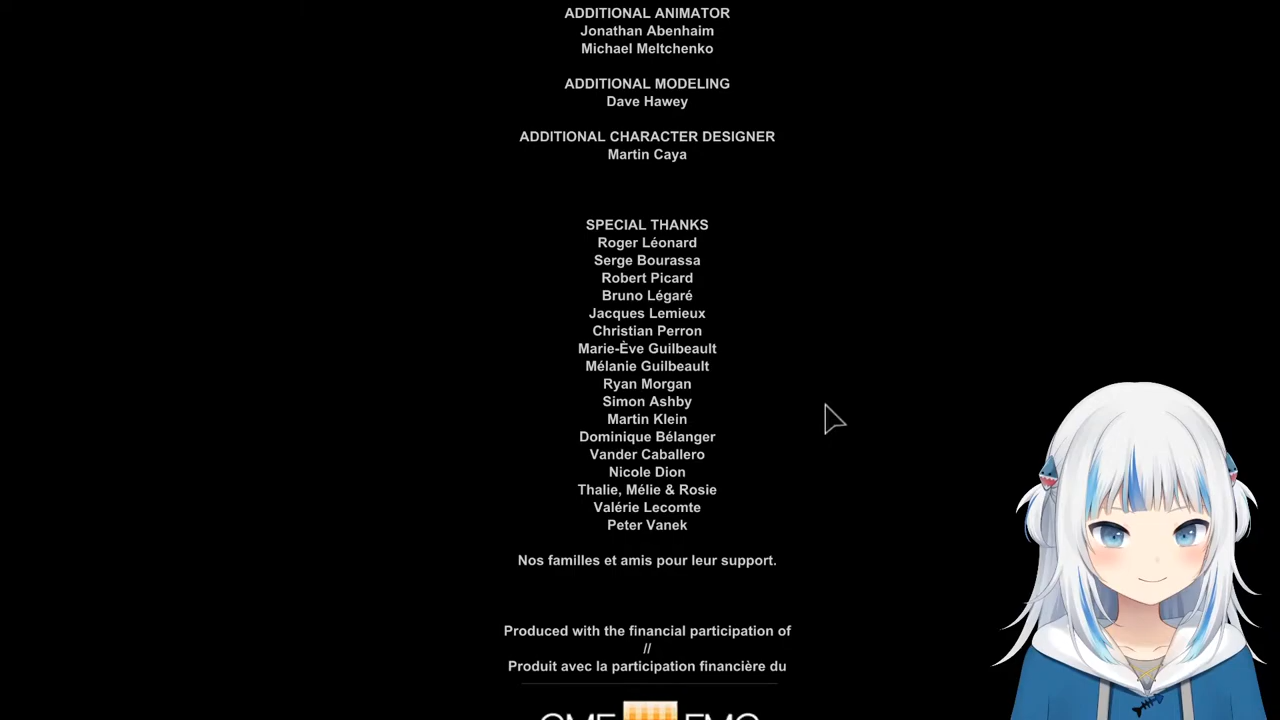 ADDITIONAL ANIMATOR
Jonathan Abenhaim
Michael Meltchenko
ADDITIONAL MODELING
Dave Hawey
ADDITIONAL CHARACTER DESIGNER
Martin Caya
SPECIAL THANKS
Roger Léonard
Serge Bourassa
Robert Picard
Bruno Légaré
Jacques Lemieux
Christian Perron
Marie-Ève Guilbeault
Mélanie Guilbeault
Ryan Morgan
Simon Ashby
Martin Klein
Dominique Bélanger
Vander Caballero
Nicole Dion
Thalie, Mélie & Rosie
Valérie Lecomte
Peter Vanek
Nos familles et amis pour leur support.
Produced with the financial participation of
//
Produit avec la participation financière du